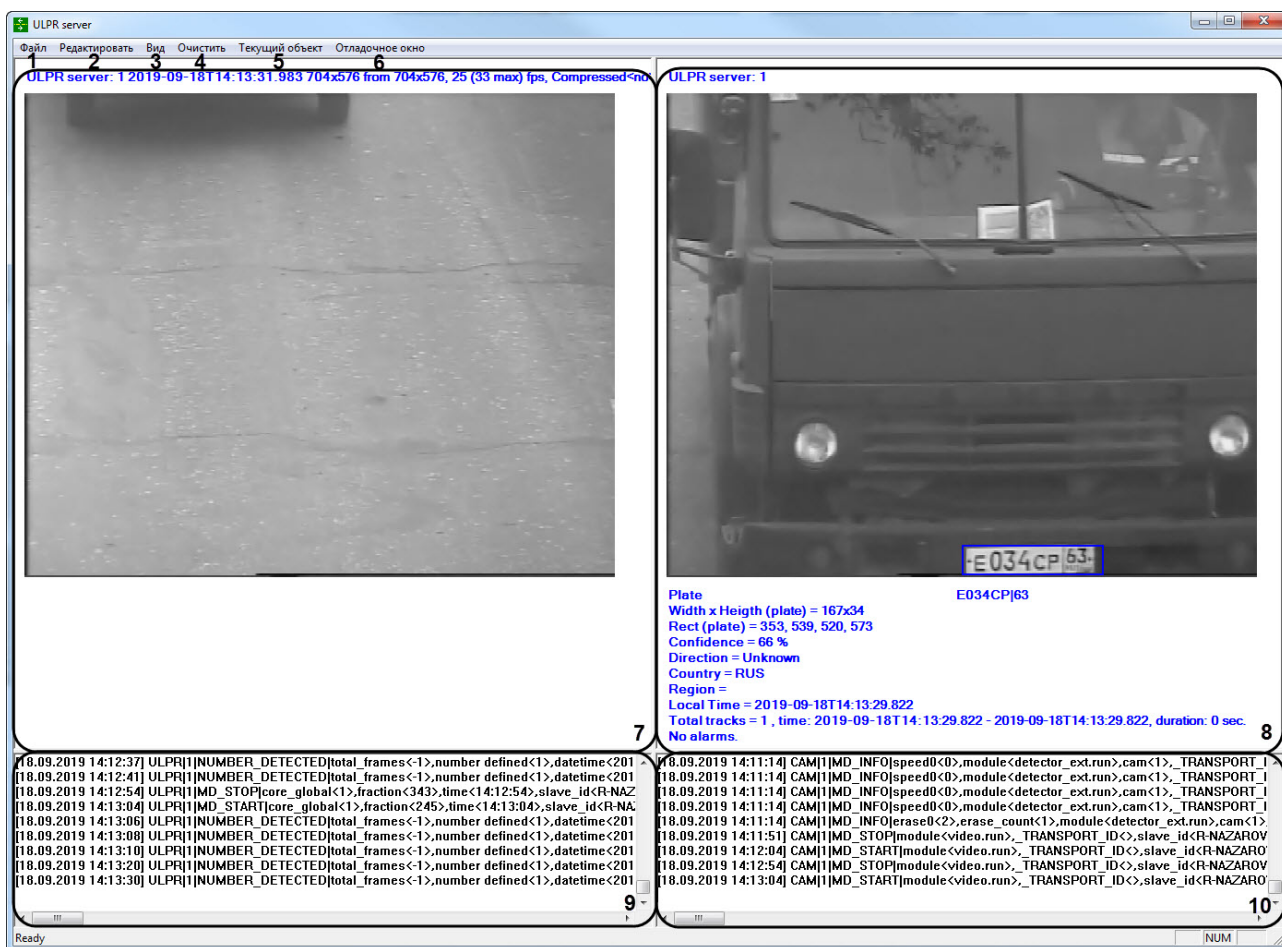 ULPR server
Файл Редактировать Вид Очистить Текущий объект Отладочное окно
1 2 3 4 5 6
ULPR server: 1 2019-09-18T14:13:31.983 704x576 from 704x576, 25 (33 max) fps, Compressed<no
ULPR server: 1
E034CP 63
Plate E034CP|63
Width x Heigth (plate) = 167x34
Rect (plate) = 353, 539, 520, 573
Confidence = 66 %
Direction = Unknown
Country = RUS
Region =
Local Time = 2019-09-18T14:13:29.822
Total tracks = 1 , time: 2019-09-18T14:13:29.822 - 2019-09-18T14:13:29.822, duration: 0 sec.
No alarms.
7
8
[18.09.2019 14:12:37] ULPR|1|NUMBER_DETECTED|total_frames<-1>,number defined<1>,datetime<201
[18.09.2019 14:12:41] ULPR|1|NUMBER_DETECTED|total_frames<-1>,number defined<1>,datetime<201
[18.09.2019 14:12:54] ULPR|1|MD_STOP|core_global<1>,fraction<343>,time<14:12:54>,slave_id<R-NAZ
[18.09.2019 14:13:04] ULPR|1|MD_START|core_global<1>,fraction<245>,time<14:13:04>,slave_id<R-NAZ
[18.09.2019 14:13:06] ULPR|1|NUMBER_DETECTED|total_frames<-1>,number defined<1>,datetime<201
[18.09.2019 14:13:08] ULPR|1|NUMBER_DETECTED|total_frames<-1>,number defined<1>,datetime<201
[18.09.2019 14:13:10] ULPR|1|NUMBER_DETECTED|total_frames<-1>,number defined<1>,datetime<201
[18.09.2019 14:13:20] ULPR|1|NUMBER_DETECTED|total_frames<-1>,number defined<1>,datetime<201
[18.09.2019 14:13:30] ULPR|1|NUMBER_DETECTED|total_frames<-1>,number defined<1>,datetime<201
9
[18.09.2019 14:11:14] CAM|1|MD_INFO|speed0<0>,module<detector_ext.run>,cam<1>,_TRANSPORT_I
[18.09.2019 14:11:14] CAM|1|MD_INFO|speed0<0>,module<detector_ext.run>,cam<1>,_TRANSPORT_I
[18.09.2019 14:11:14] CAM|1|MD_INFO|speed0<0>,module<detector_ext.run>,cam<1>,_TRANSPORT_I
[18.09.2019 14:11:14] CAM|1|MD_INFO|speed0<0>,module<detector_ext.run>,cam<1>,_TRANSPORT_I
[18.09.2019 14:11:14] CAM|1|MD_INFO|erase0<2>,erase_count<1>,module<detector_ext.run>,cam<1>,
[18.09.2019 14:11:51] CAM|1|MD_STOP|module<video.run>,_TRANSPORT_ID<>,slave_id<R-NAZAROV
[18.09.2019 14:12:04] CAM|1|MD_START|module<video.run>,_TRANSPORT_ID<>,slave_id<R-NAZARO
[18.09.2019 14:12:54] CAM|1|MD_STOP|module<video.run>,_TRANSPORT_ID<>,slave_id<R-NAZAROV
[18.09.2019 14:13:04] CAM|1|MD_START|module<video.run>,_TRANSPORT_ID<>,slave_id<R-NAZARO
10
Ready NUM